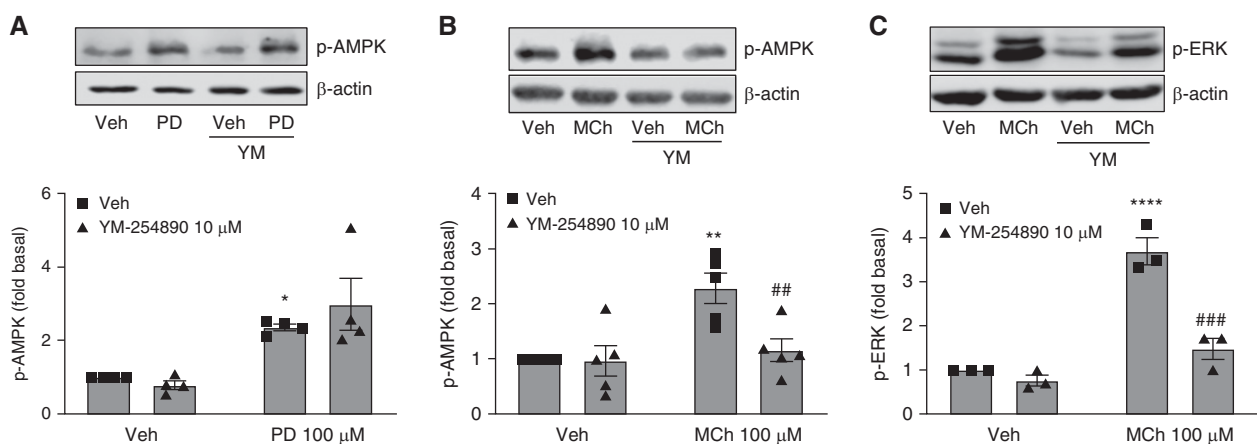 A
p-AMPK
β-actin
Veh PD Veh PD
YM
6
4
2
0
p-AMPK (fold basal)
Veh
YM-254890 10 μM
*
Veh PD 100 μM
B
p-AMPK
β-actin
Veh MCh Veh MCh
YM
4
3
2
1
0
p-AMPK (fold basal)
Veh
YM-254890 10 μM
**
##
Veh MCh 100 μM
C
p-ERK
β-actin
Veh MCh Veh MCh
YM
5
4
3
2
1
0
p-ERK (fold basal)
Veh
YM-254890 10 μM
****
###
Veh MCh 100 μM